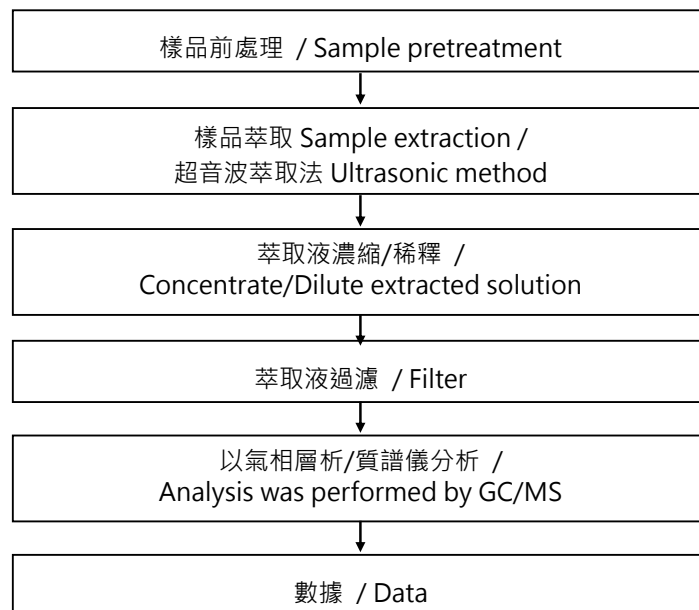 樣品前處理 / Sample pretreatment
樣品萃取 Sample extraction /
超音波萃取法 Ultrasonic method
萃取液濃縮/稀釋 /
Concentrate/Dilute extracted solution
萃取液過濾 / Filter
以氣相層析/質譜儀分析 /
Analysis was performed by GC/MS
數據 / Data